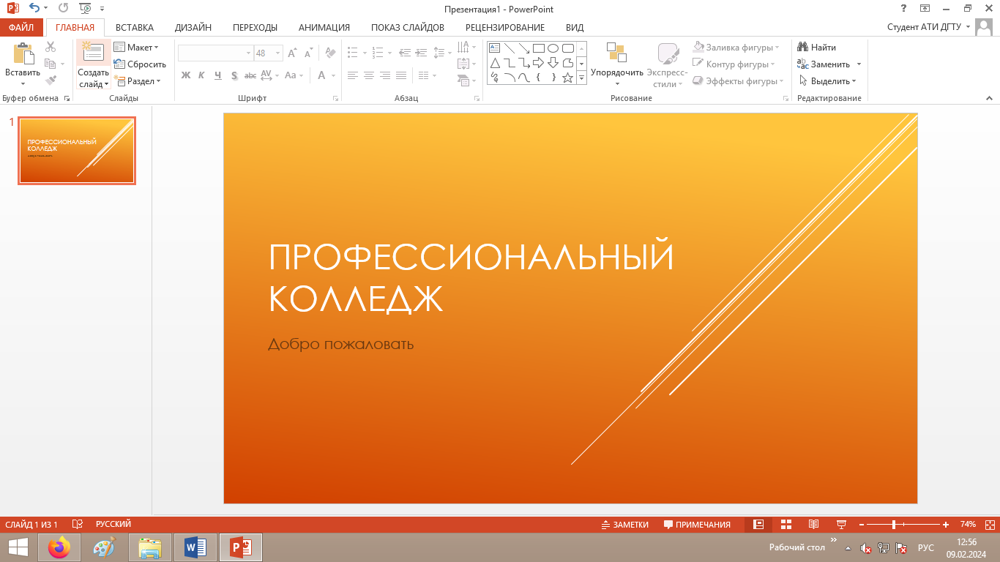 Презентация1 - PowerPoint
?
ФАЙЛ ГЛАВНАЯ ВСТАВКА ДИЗАЙН ПЕРЕХОДЫ АНИМАЦИЯ ПОКАЗ СЛАЙДОВ РЕЦЕНЗИРОВАНИЕ ВИД Студент АТИ ДГТУ
Вставить
Создать слайд
Макет
Сбросить
Раздел
48
Ж К Ч S abc AV Aa A
Упорядочить
Экспресс-стили
Заливка фигуры
Контур фигуры
Эффекты фигуры
Найти
Заменить
Выделить
Буфер обмена Слайды Шрифт Абзац Рисование Редактирование
1
ПРОФЕССИОНАЛЬНЫЙ
КОЛЛЕДЖ
ПРОФЕССИОНАЛЬНЫЙ
КОЛЛЕДЖ
Добро пожаловать
СЛАЙД 1 ИЗ 1 РУССКИЙ ЗАМЕТКИ ПРИМЕЧАНИЯ 74%
Рабочий стол РУС 12:56
09.02.2024